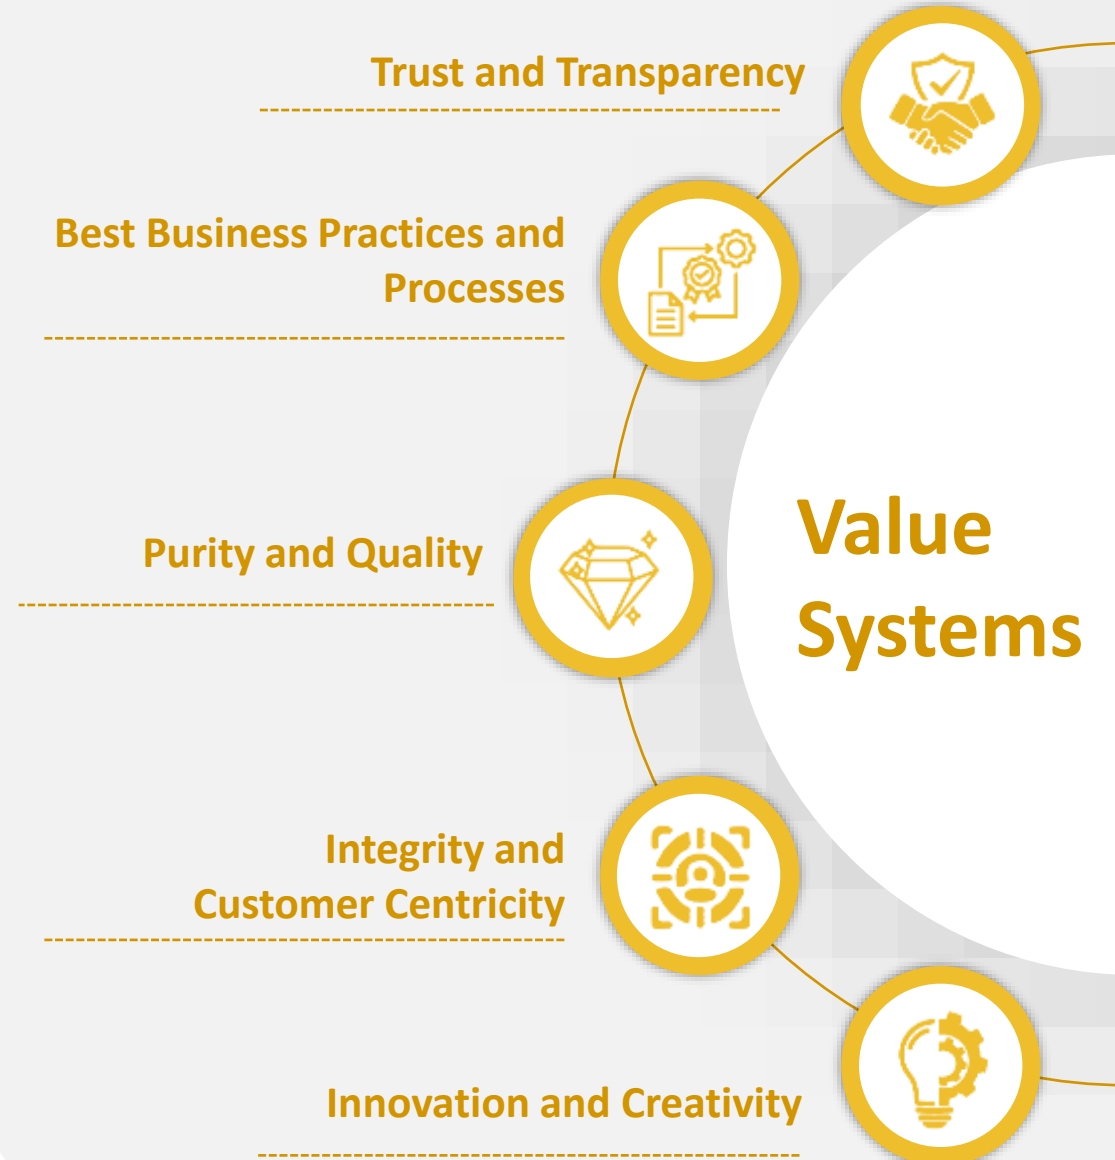 Trust and Transparency
Best Business Practices and
Processes
Purity and Quality
Value
Systems
Integrity and
Customer Centricity
Innovation and Creativity